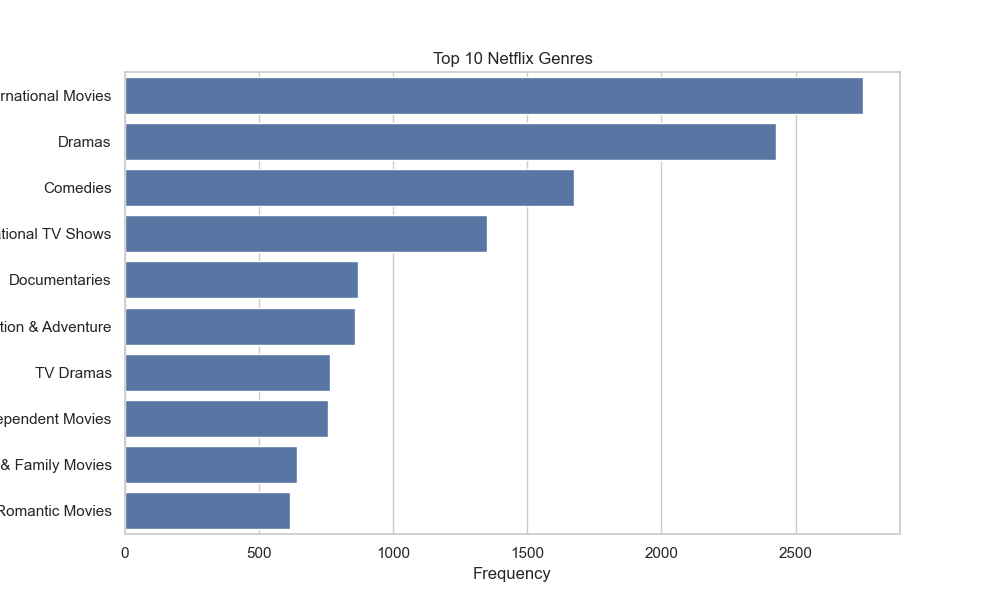 Top 10 Netflix Genres
rnational Movies
Dramas
Comedies
ational TV Shows
Documentaries
tion & Adventure
TV Dramas
ependent Movies
& Family Movies
Romantic Movies
0 500 1000 1500 2000 2500
Frequency